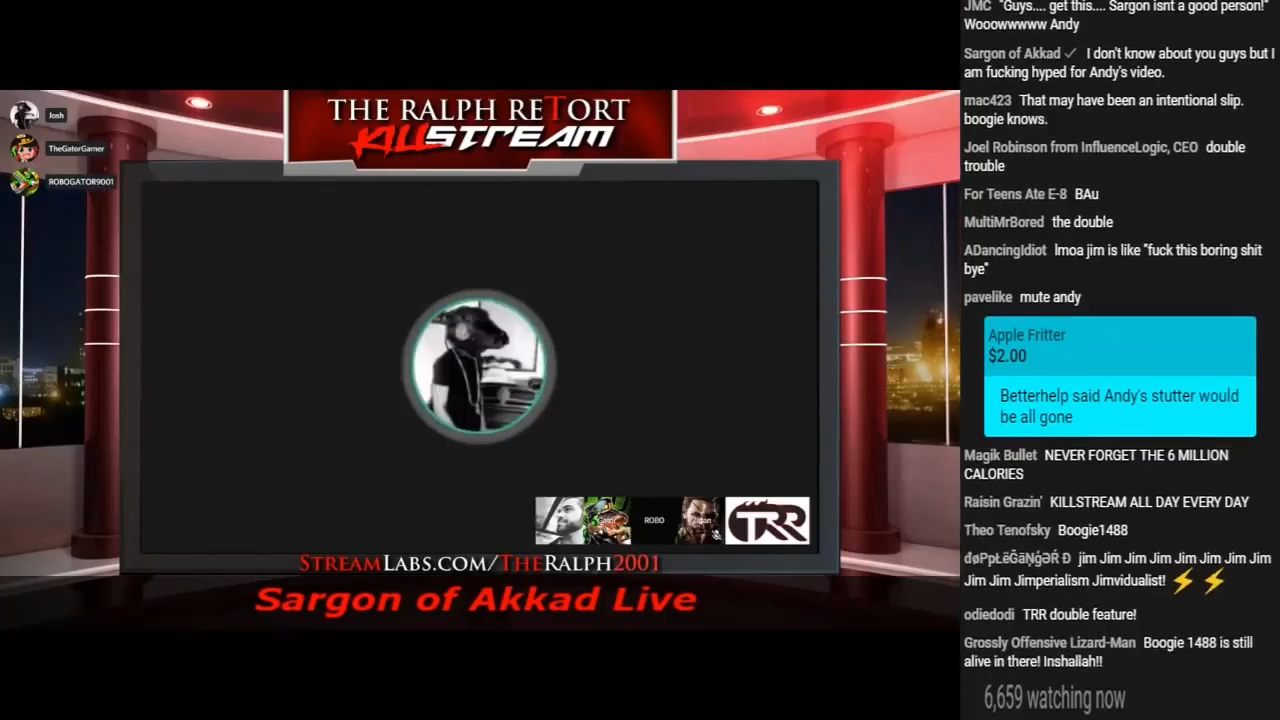 Josh
TheGatorGamer
ROBOGATOR9001
THE RALPH RETORT
KILLSTREAM
Gator
ROBO
TRR
STREAMLABS.COM/THERALPH2001
Sargon of Akkad Live
JMC "Guys.... get this.... Sargon isnt a good person!"
Wooowwwww Andy
Sargon of Akkad ✓ I don't know about you guys but I
am fucking hyped for Andy's video.
mac423 That may have been an intentional slip.
boogie knows.
Joel Robinson from InfluenceLogic, CEO double
trouble
For Teens Ate E-8 BAu
MultiMrBored the double
ADancingIdiot lmoa jim is like "fuck this boring shit
bye"
pavelike mute andy
Apple Fritter
$2.00
Betterhelp said Andy's stutter would
be all gone
Magik Bullet NEVER FORGET THE 6 MILLION
CALORIES
Raisin Grazin' KILLSTREAM ALL DAY EVERY DAY
Theo Tenofsky Boogie1488
jim Jim Jim Jim Jim Jim Jim Jim
Jim Jim Jimperialism Jimvidualist! ⚡ ⚡
odiedodi TRR double feature!
Grossly Offensive Lizard-Man Boogie 1488 is still
alive in there! Inshallah!!
6,659 watching now